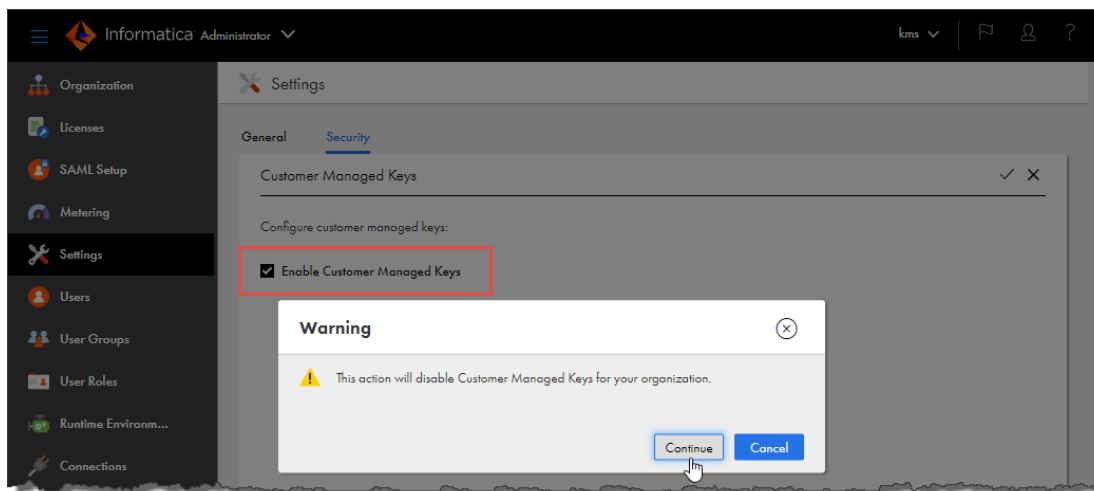 Informatica Administrator
kms
?
Organization
Licenses
SAML Setup
Metering
Settings
Users
User Groups
User Roles
Runtime Environm...
Connections
Settings
General Security
Customer Managed Keys
Configure customer managed keys:
Enable Customer Managed Keys
Warning
This action will disable Customer Managed Keys for your organization.
Continue Cancel